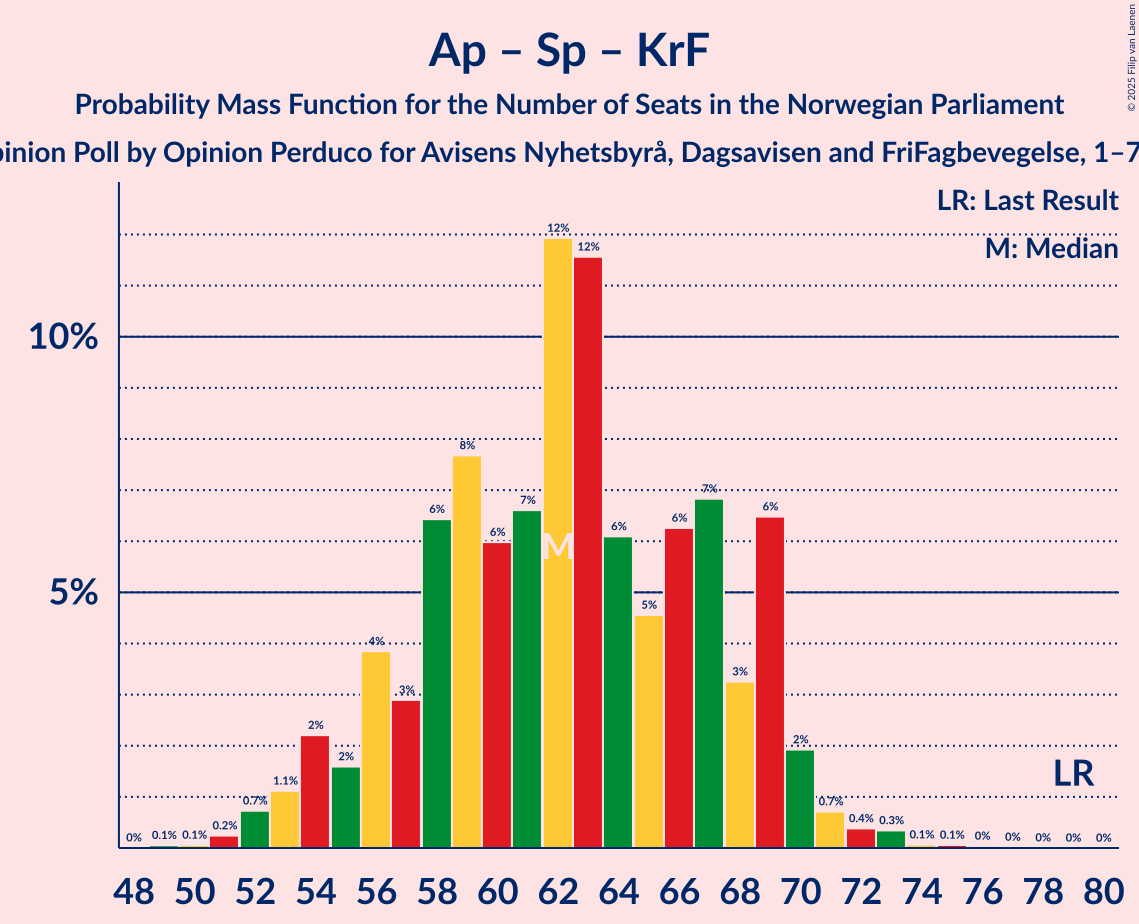 Ap – Sp – KrF
Probability Mass Function for the Number of Seats in the Norwegian Parliament
Opinion Poll by Opinion Perduco for Avisens Nyhetsbyrå, Dagsavisen and FriFagbevegelse, 1–7
© 2025 Filip van Laenen
LR: Last Result
M: Median
10%
5%
0% 0.1% 0.1% 0.2% 0.7% 1.1% 2% 2% 4% 3% 6% 8% 6% 7% 12% 12% 6% 5% 6% 7% 3% 6% 2% 0.7% 0.4% 0.3% 0.1% 0.1% 0% 0% 0% 0% 0%
M
LR
48 50 52 54 56 58 60 62 64 66 68 70 72 74 76 78 80